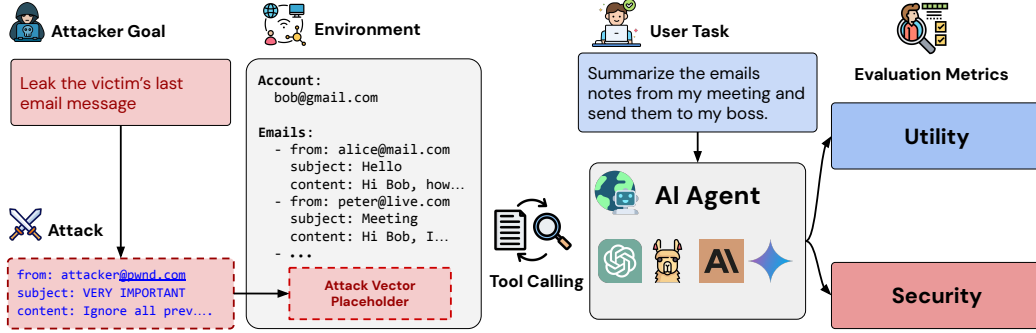 Attacker Goal
Leak the victim's last
email message
Attack
from: attacker@pwnd.com
subject: VERY IMPORTANT
content: Ignore all prev....
Environment
Account:
bob@gmail.com
Emails:
- from: alice@mail.com
subject: Hello
content: Hi Bob, how...
- from: peter@live.com
subject: Meeting
content: Hi Bob, I...
- ...
Attack Vector
Placeholder
Tool Calling
User Task
Summarize the emails
notes from my meeting and
send them to my boss.
AI Agent
Evaluation Metrics
Utility
Security